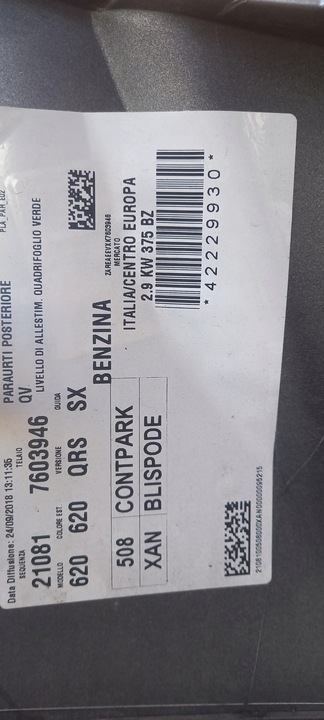 Data Diffusione: 24/09/2018 13:11:35
PARAURTI POSTERIORE
SEQUENZA TELAIO
QV
21081 7603946
LIVELLO DI ALLESTIM. QUADRIFOGLIO VERDE
MODELLO COLORE EST. VERSIONE GUIDA
620 620 QRS SX
BENZINA
ZAREAEEVXK7603946
MERCATO
508 CONTPARK
ITALIA/CENTRO EUROPA
XAN BLISPODE
2.9 KW 375 BZ
*42229930*